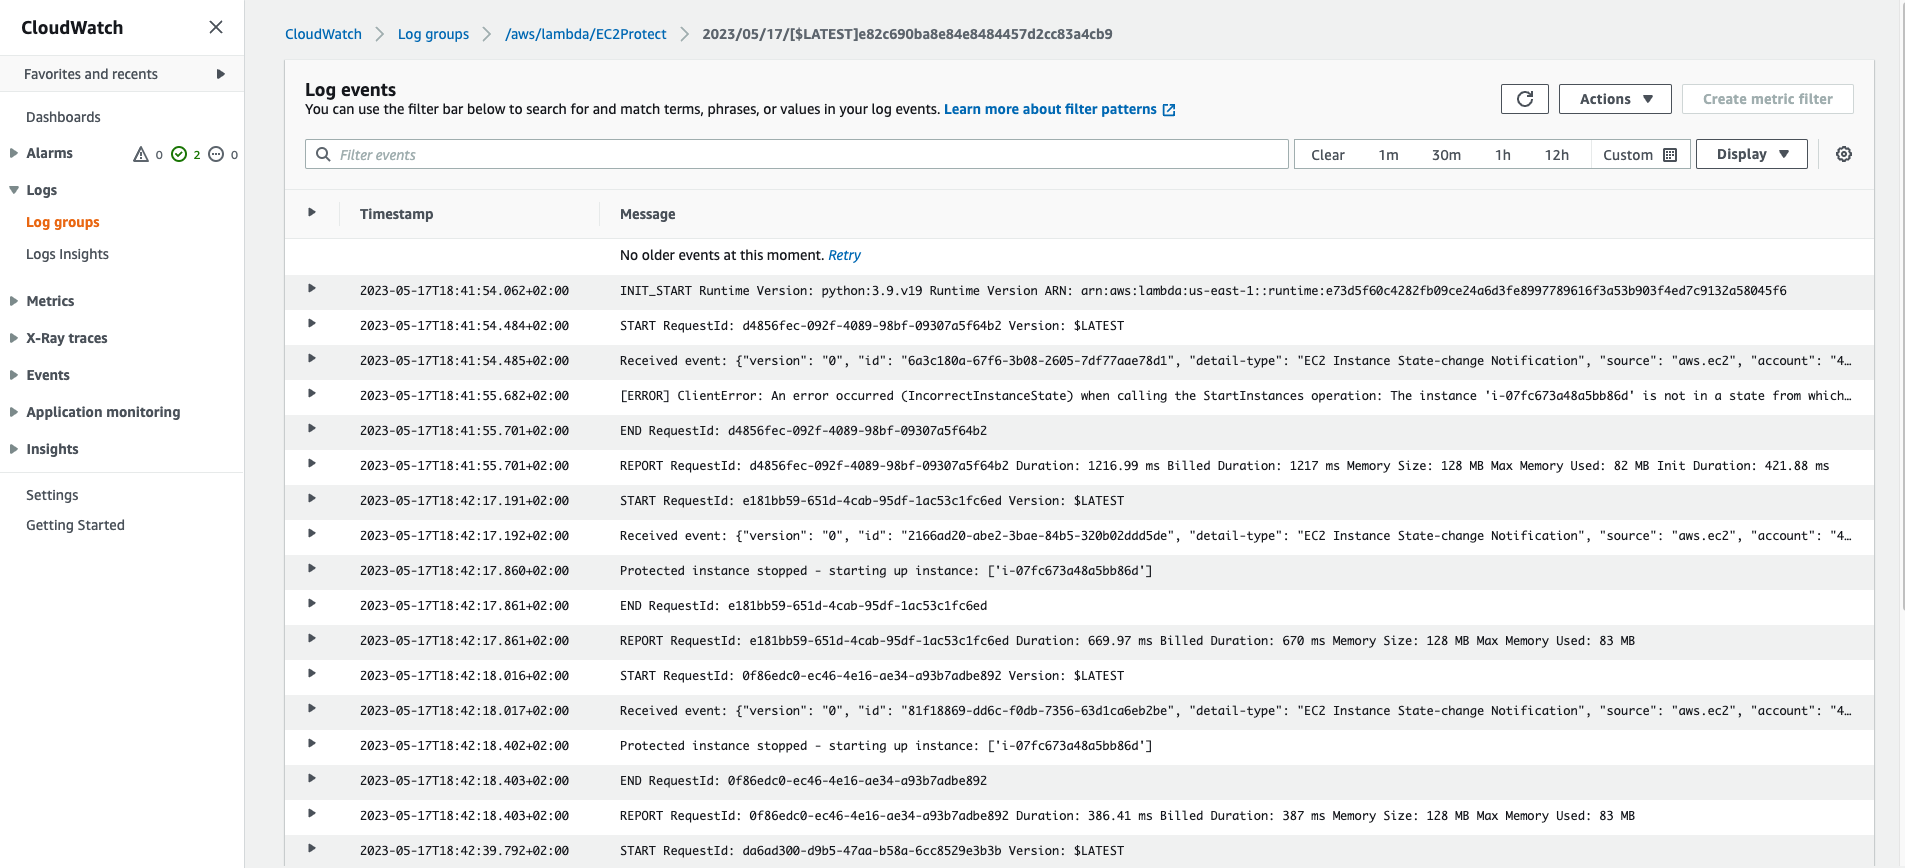 CloudWatch
Favorites and recents
Dashboards
Alarms 0 2 0
Logs
Log groups
Logs Insights
Metrics
X-Ray traces
Events
Application monitoring
Insights
Settings
Getting Started
CloudWatch Log groups /aws/lambda/EC2Protect 2023/05/17/[$LATEST]e82c690ba8e84e8484457d2cc83a4cb9
Log events
You can use the filter bar below to search for and match terms, phrases, or values in your log events. Learn more about filter patterns
Actions Create metric filter
Filter events Clear 1m 30m 1h 12h Custom Display
Timestamp Message
No older events at this moment. Retry
2023-05-17T18:41:54.062+02:00 INIT_START Runtime Version: python:3.9.v19 Runtime Version ARN: arn:aws:lambda:us-east-1::runtime:e73d5f60c4282fb09ce24a6d3fe8997789616f3a53b903f4ed7c9132a58045f6
2023-05-17T18:41:54.484+02:00 START RequestId: d4856fec-092f-4089-98bf-09307a5f64b2 Version: $LATEST
2023-05-17T18:41:54.485+02:00 Received event: {"version": "0", "id": "6a3c180a-67f6-3b08-2605-7df77aae78d1", "detail-type": "EC2 Instance State-change Notification", "source": "aws.ec2", "account": "4…
2023-05-17T18:41:55.682+02:00 [ERROR] ClientError: An error occurred (IncorrectInstanceState) when calling the StartInstances operation: The instance 'i-07fc673a48a5bb86d' is not in a state from which…
2023-05-17T18:41:55.701+02:00 END RequestId: d4856fec-092f-4089-98bf-09307a5f64b2
2023-05-17T18:41:55.701+02:00 REPORT RequestId: d4856fec-092f-4089-98bf-09307a5f64b2 Duration: 1216.99 ms Billed Duration: 1217 ms Memory Size: 128 MB Max Memory Used: 82 MB Init Duration: 421.88 ms
2023-05-17T18:42:17.191+02:00 START RequestId: e181bb59-651d-4cab-95df-1ac53c1fc6ed Version: $LATEST
2023-05-17T18:42:17.192+02:00 Received event: {"version": "0", "id": "2166ad20-abe2-3bae-84b5-320b02ddd5de", "detail-type": "EC2 Instance State-change Notification", "source": "aws.ec2", "account": "4…
2023-05-17T18:42:17.860+02:00 Protected instance stopped - starting up instance: ['i-07fc673a48a5bb86d']
2023-05-17T18:42:17.861+02:00 END RequestId: e181bb59-651d-4cab-95df-1ac53c1fc6ed
2023-05-17T18:42:17.861+02:00 REPORT RequestId: e181bb59-651d-4cab-95df-1ac53c1fc6ed Duration: 669.97 ms Billed Duration: 670 ms Memory Size: 128 MB Max Memory Used: 83 MB
2023-05-17T18:42:18.016+02:00 START RequestId: 0f86edc0-ec46-4e16-ae34-a93b7adbe892 Version: $LATEST
2023-05-17T18:42:18.017+02:00 Received event: {"version": "0", "id": "81f18869-dd6c-f0db-7356-63d1ca6eb2be", "detail-type": "EC2 Instance State-change Notification", "source": "aws.ec2", "account": "4…
2023-05-17T18:42:18.402+02:00 Protected instance stopped - starting up instance: ['i-07fc673a48a5bb86d']
2023-05-17T18:42:18.403+02:00 END RequestId: 0f86edc0-ec46-4e16-ae34-a93b7adbe892
2023-05-17T18:42:18.403+02:00 REPORT RequestId: 0f86edc0-ec46-4e16-ae34-a93b7adbe892 Duration: 386.41 ms Billed Duration: 387 ms Memory Size: 128 MB Max Memory Used: 83 MB
2023-05-17T18:42:39.792+02:00 START RequestId: da6ad300-d9b5-47aa-b58a-6cc8529e3b3b Version: $LATEST